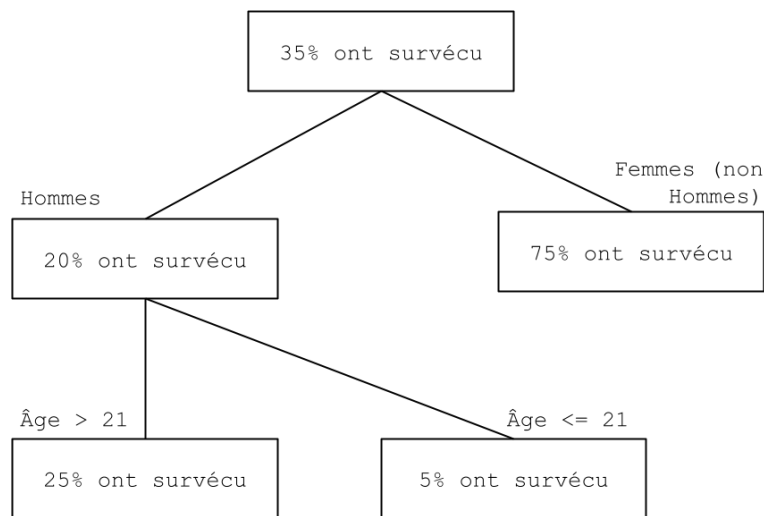 35% ont survécu
Femmes (non
Hommes)
Hommes
20% ont survécu
75% ont survécu
Âge > 21
Âge <= 21
25% ont survécu
5% ont survécu